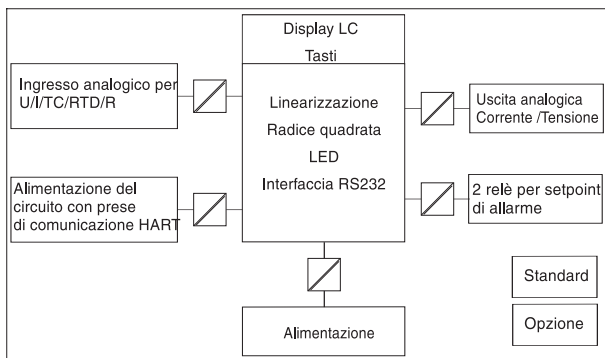 Display LC
Tasti
Ingresso analogico per
U/I/TC/RTD/R
Linearizzazione
Radice quadrata
LED
Interfaccia RS232
Uscita analogica
Corrente /Tensione
Alimentazione del
circuito con prese
di comunicazione HART
2 relè per setpoint
di allarme
Standard
Opzione
Alimentazione